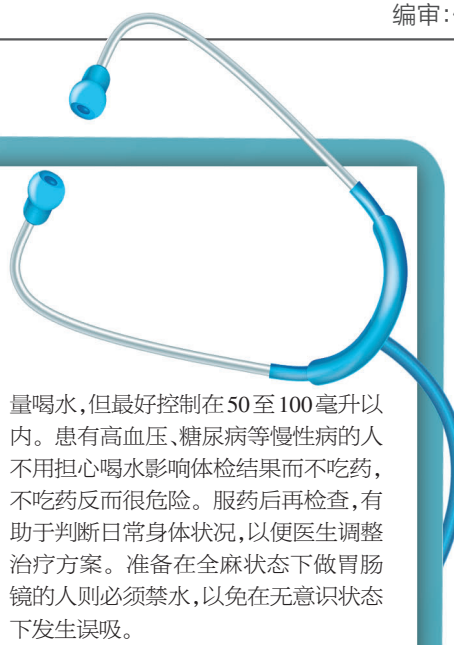 编审:
量喝水,但最好控制在50至100毫升以
内。患有高血压、糖尿病等慢性病的人
不用担心喝水影响体检结果而不吃药,
不吃药反而很危险。服药后再检查,有
助于判断日常身体状况,以便医生调整
治疗方案。准备在全麻状态下做胃肠
镜的人则必须禁水,以免在无意识状态
下发生误吸。